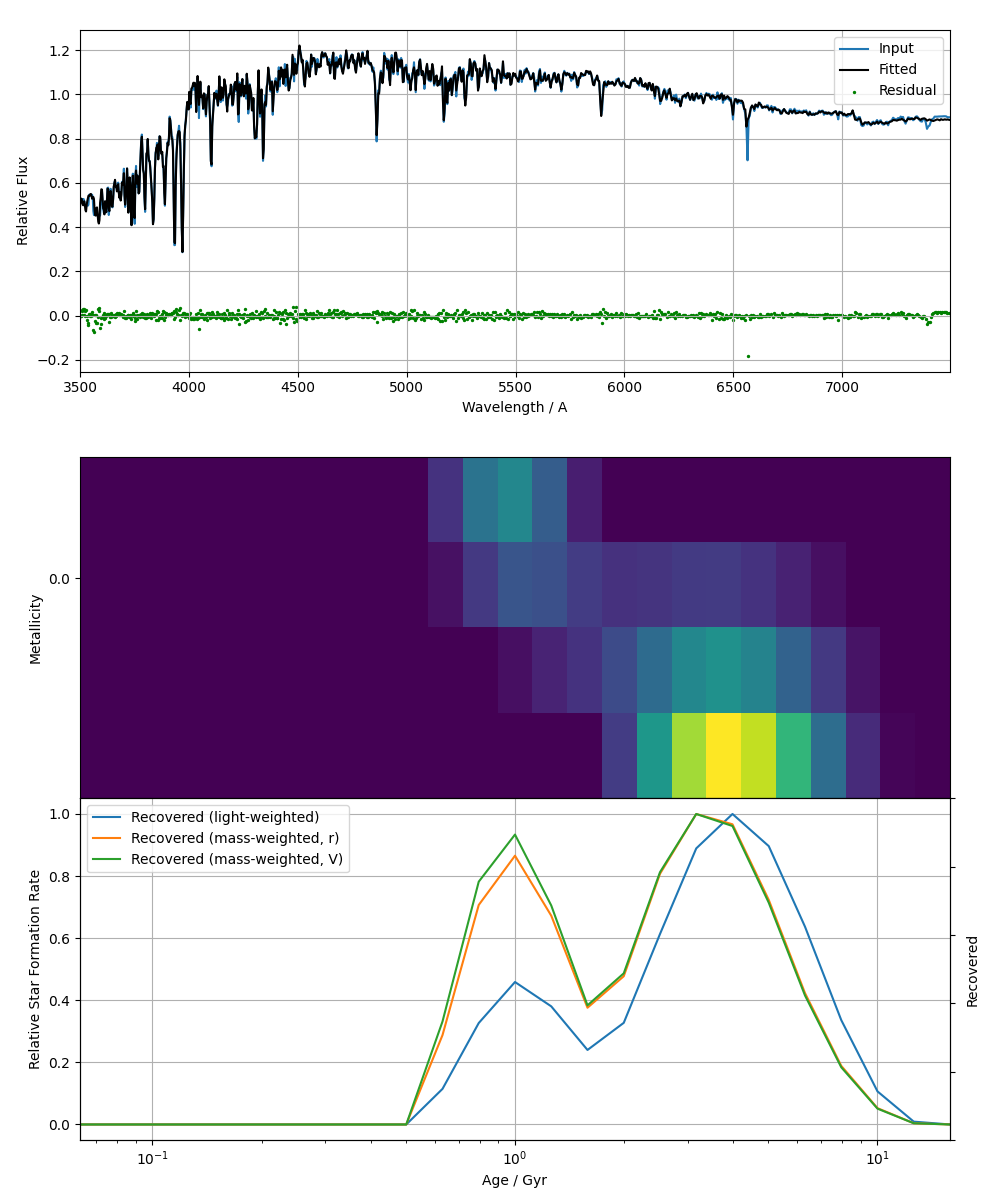 1.2
1.0
0.8
0.6
0.4
0.2
0.0
−0.2
Relative Flux
Input
Fitted
Residual
3500 4000 4500 5000 5500 6000 6500 7000
Wavelength / A
0.0
Metallicity
1.0
0.8
0.6
0.4
0.2
0.0
Relative Star Formation Rate
Recovered (light-weighted)
Recovered (mass-weighted, r)
Recovered (mass-weighted, V)
Recovered
10⁻¹ 10⁰ 10¹
Age / Gyr